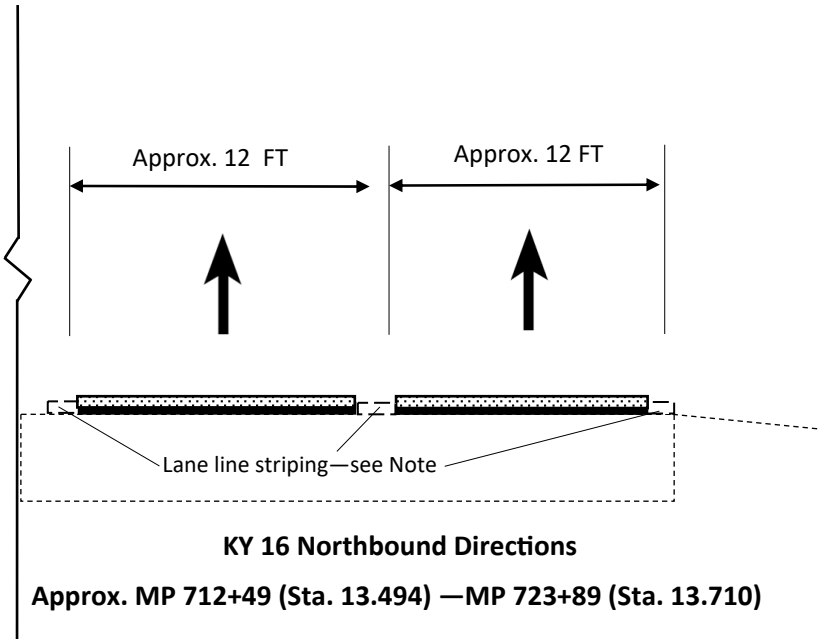 Approx. 12  FT
Approx. 12 FT
Lane line striping—see Note
KY 16 Northbound Directions
Approx. MP 712+49 (Sta. 13.494) —MP 723+89 (Sta. 13.710)